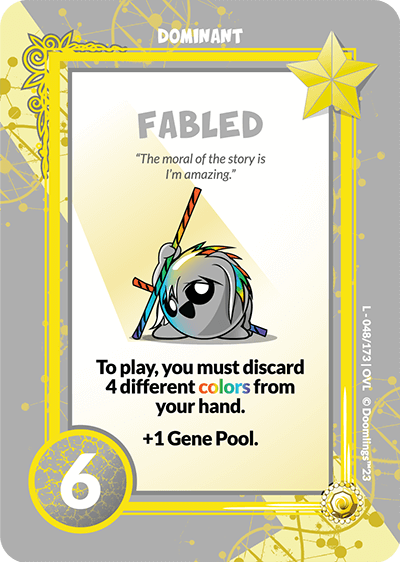 DOMINANT
FABLED
“The moral of the story is
I’m amazing.”
To play, you must discard
4 different colors from
your hand.
+1 Gene Pool.
6
L - 048/173 | OVL © Doomlings™23